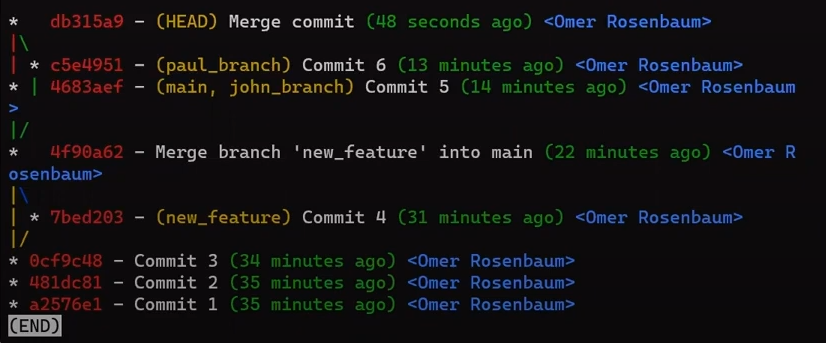 *   db315a9 - (HEAD) Merge commit (48 seconds ago) <Omer Rosenbaum>
|\
| * c5e4951 - (paul_branch) Commit 6 (13 minutes ago) <Omer Rosenbaum>
* | 4683aef - (main, john_branch) Commit 5 (14 minutes ago) <Omer Rosenbaum
>
|/
*   4f90a62 - Merge branch 'new_feature' into main (22 minutes ago) <Omer R
osenbaum>
|\
| * 7bed203 - (new_feature) Commit 4 (31 minutes ago) <Omer Rosenbaum>
|/
* 0cf9c48 - Commit 3 (34 minutes ago) <Omer Rosenbaum>
* 481dc81 - Commit 2 (35 minutes ago) <Omer Rosenbaum>
* a2576e1 - Commit 1 (35 minutes ago) <Omer Rosenbaum>
(END)